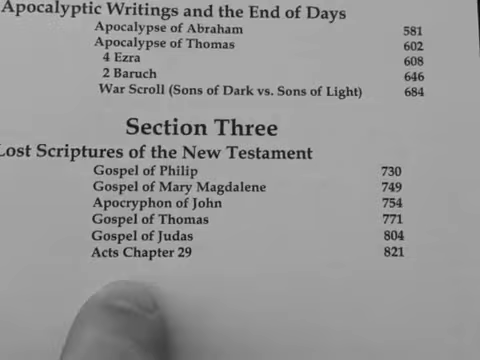 Apocalyptic Writings and the End of Days
Apocalypse of Abraham 581
Apocalypse of Thomas 602
4 Ezra 608
2 Baruch 646
War Scroll (Sons of Dark vs. Sons of Light) 684
Section Three
Lost Scriptures of the New Testament
Gospel of Philip 730
Gospel of Mary Magdalene 749
Apocryphon of John 754
Gospel of Thomas 771
Gospel of Judas 804
Acts Chapter 29 821